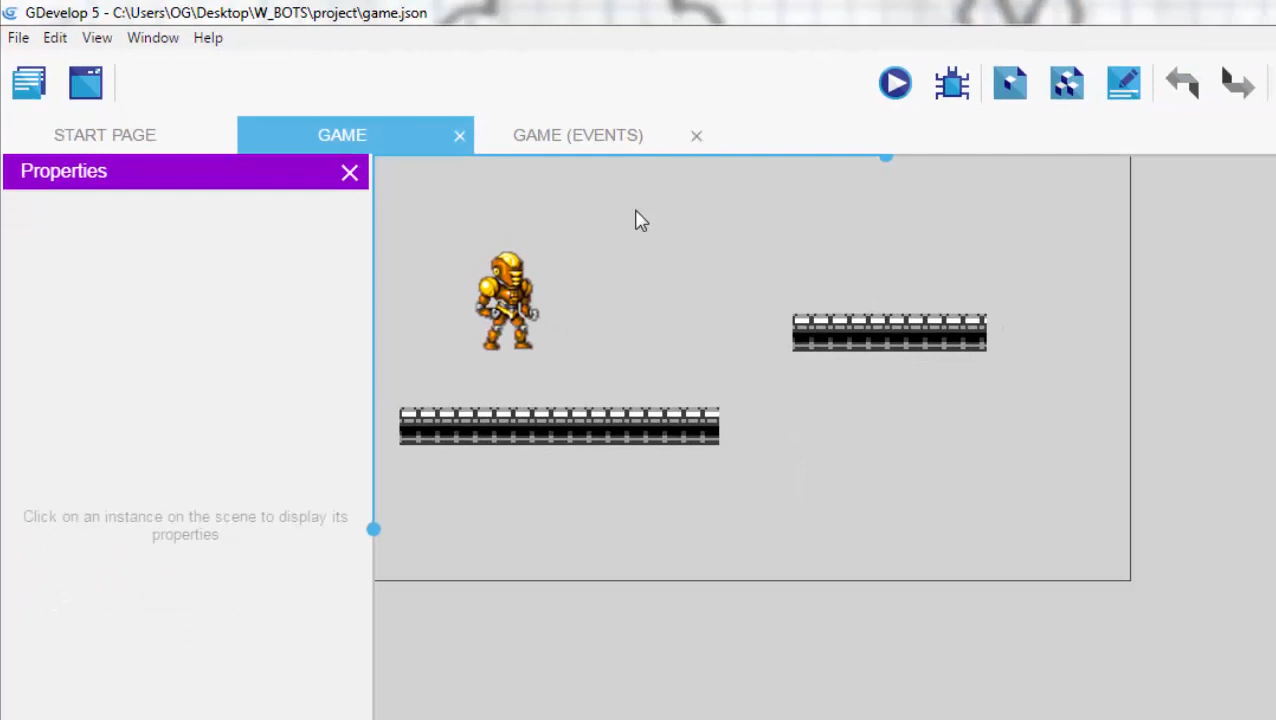 GDevelop 5 - C:\Users\OG\Desktop\W_BOTS\project\game.json
File Edit View Window Help
START PAGE GAME GAME (EVENTS)
Properties
Click on an instance on the scene to display its
properties